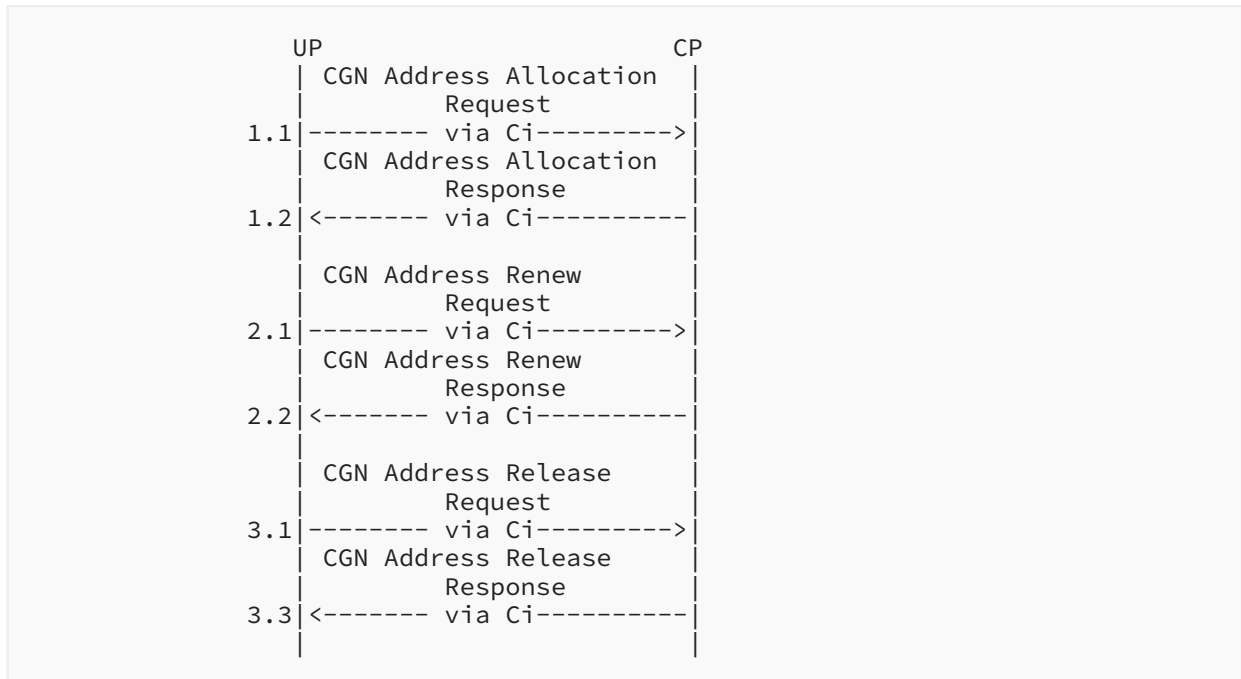 UP                                   CP
| CGN Address Allocation   |
|             Request            |
1.1|-------- via Ci--------->|
| CGN Address Allocation   |
|             Response           |
1.2|<------- via Ci----------|
|                                |
| CGN Address Renew        |
|             Request            |
2.1|-------- via Ci--------->|
| CGN Address Renew        |
|             Response           |
2.2|<------- via Ci----------|
|                                |
| CGN Address Release      |
|             Request            |
3.1|-------- via Ci--------->|
| CGN Address Release      |
|             Response           |
3.3|<------- via Ci----------|
|                                |